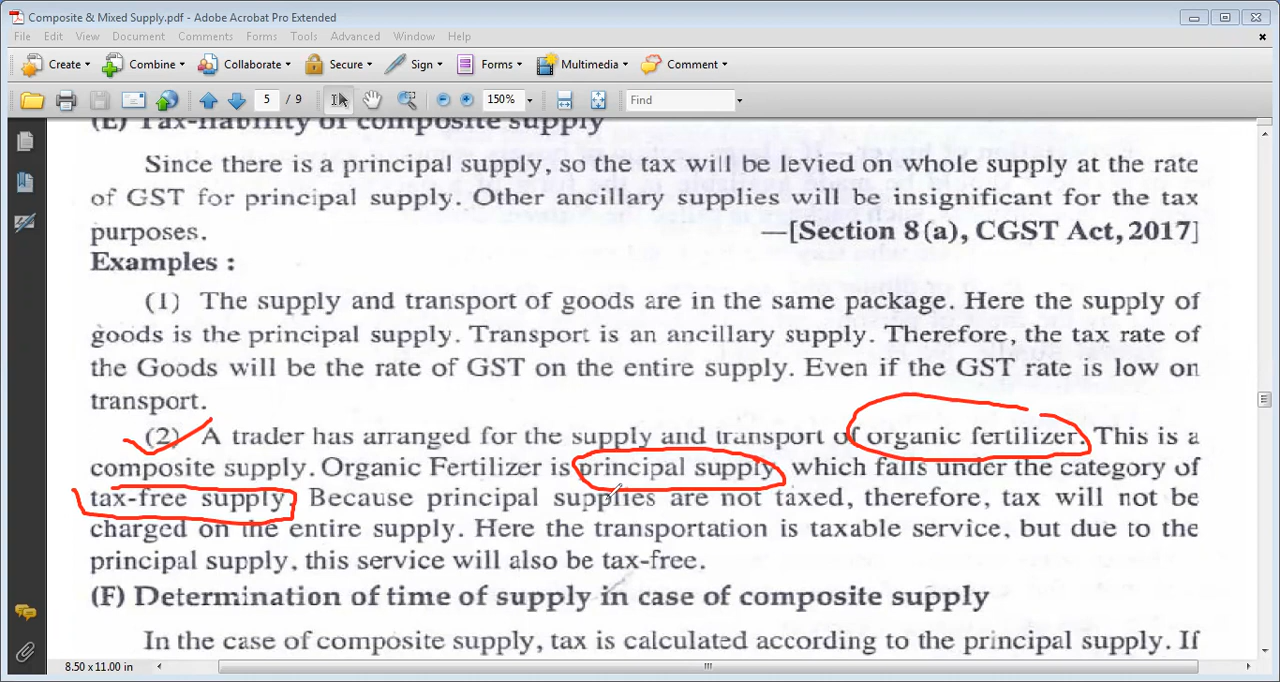 Composite & Mixed Supply.pdf - Adobe Acrobat Pro Extended
File Edit View Document Comments Forms Tools Advanced Window Help
Create Combine Collaborate Secure Sign Forms Multimedia Comment
5 / 9 150% Find
(E) Tax-liability of composite supply
Since there is a principal supply, so the tax will be levied on whole supply at the rate
of GST for principal supply. Other ancillary supplies will be insignificant for the tax
purposes. —[Section 8(a), CGST Act, 2017]
Examples :
(1) The supply and transport of goods are in the same package. Here the supply of
goods is the principal supply. Transport is an ancillary supply. Therefore, the tax rate of
the Goods will be the rate of GST on the entire supply. Even if the GST rate is low on
transport.
(2) A trader has arranged for the supply and transport of organic fertilizer. This is a
composite supply. Organic Fertilizer is principal supply, which falls under the category of
tax-free supply. Because principal supplies are not taxed, therefore, tax will not be
charged on the entire supply. Here the transportation is taxable service, but due to the
principal supply, this service will also be tax-free.
(F) Determination of time of supply in case of composite supply
In the case of composite supply, tax is calculated according to the principal supply. If
8.50 x 11.00 in